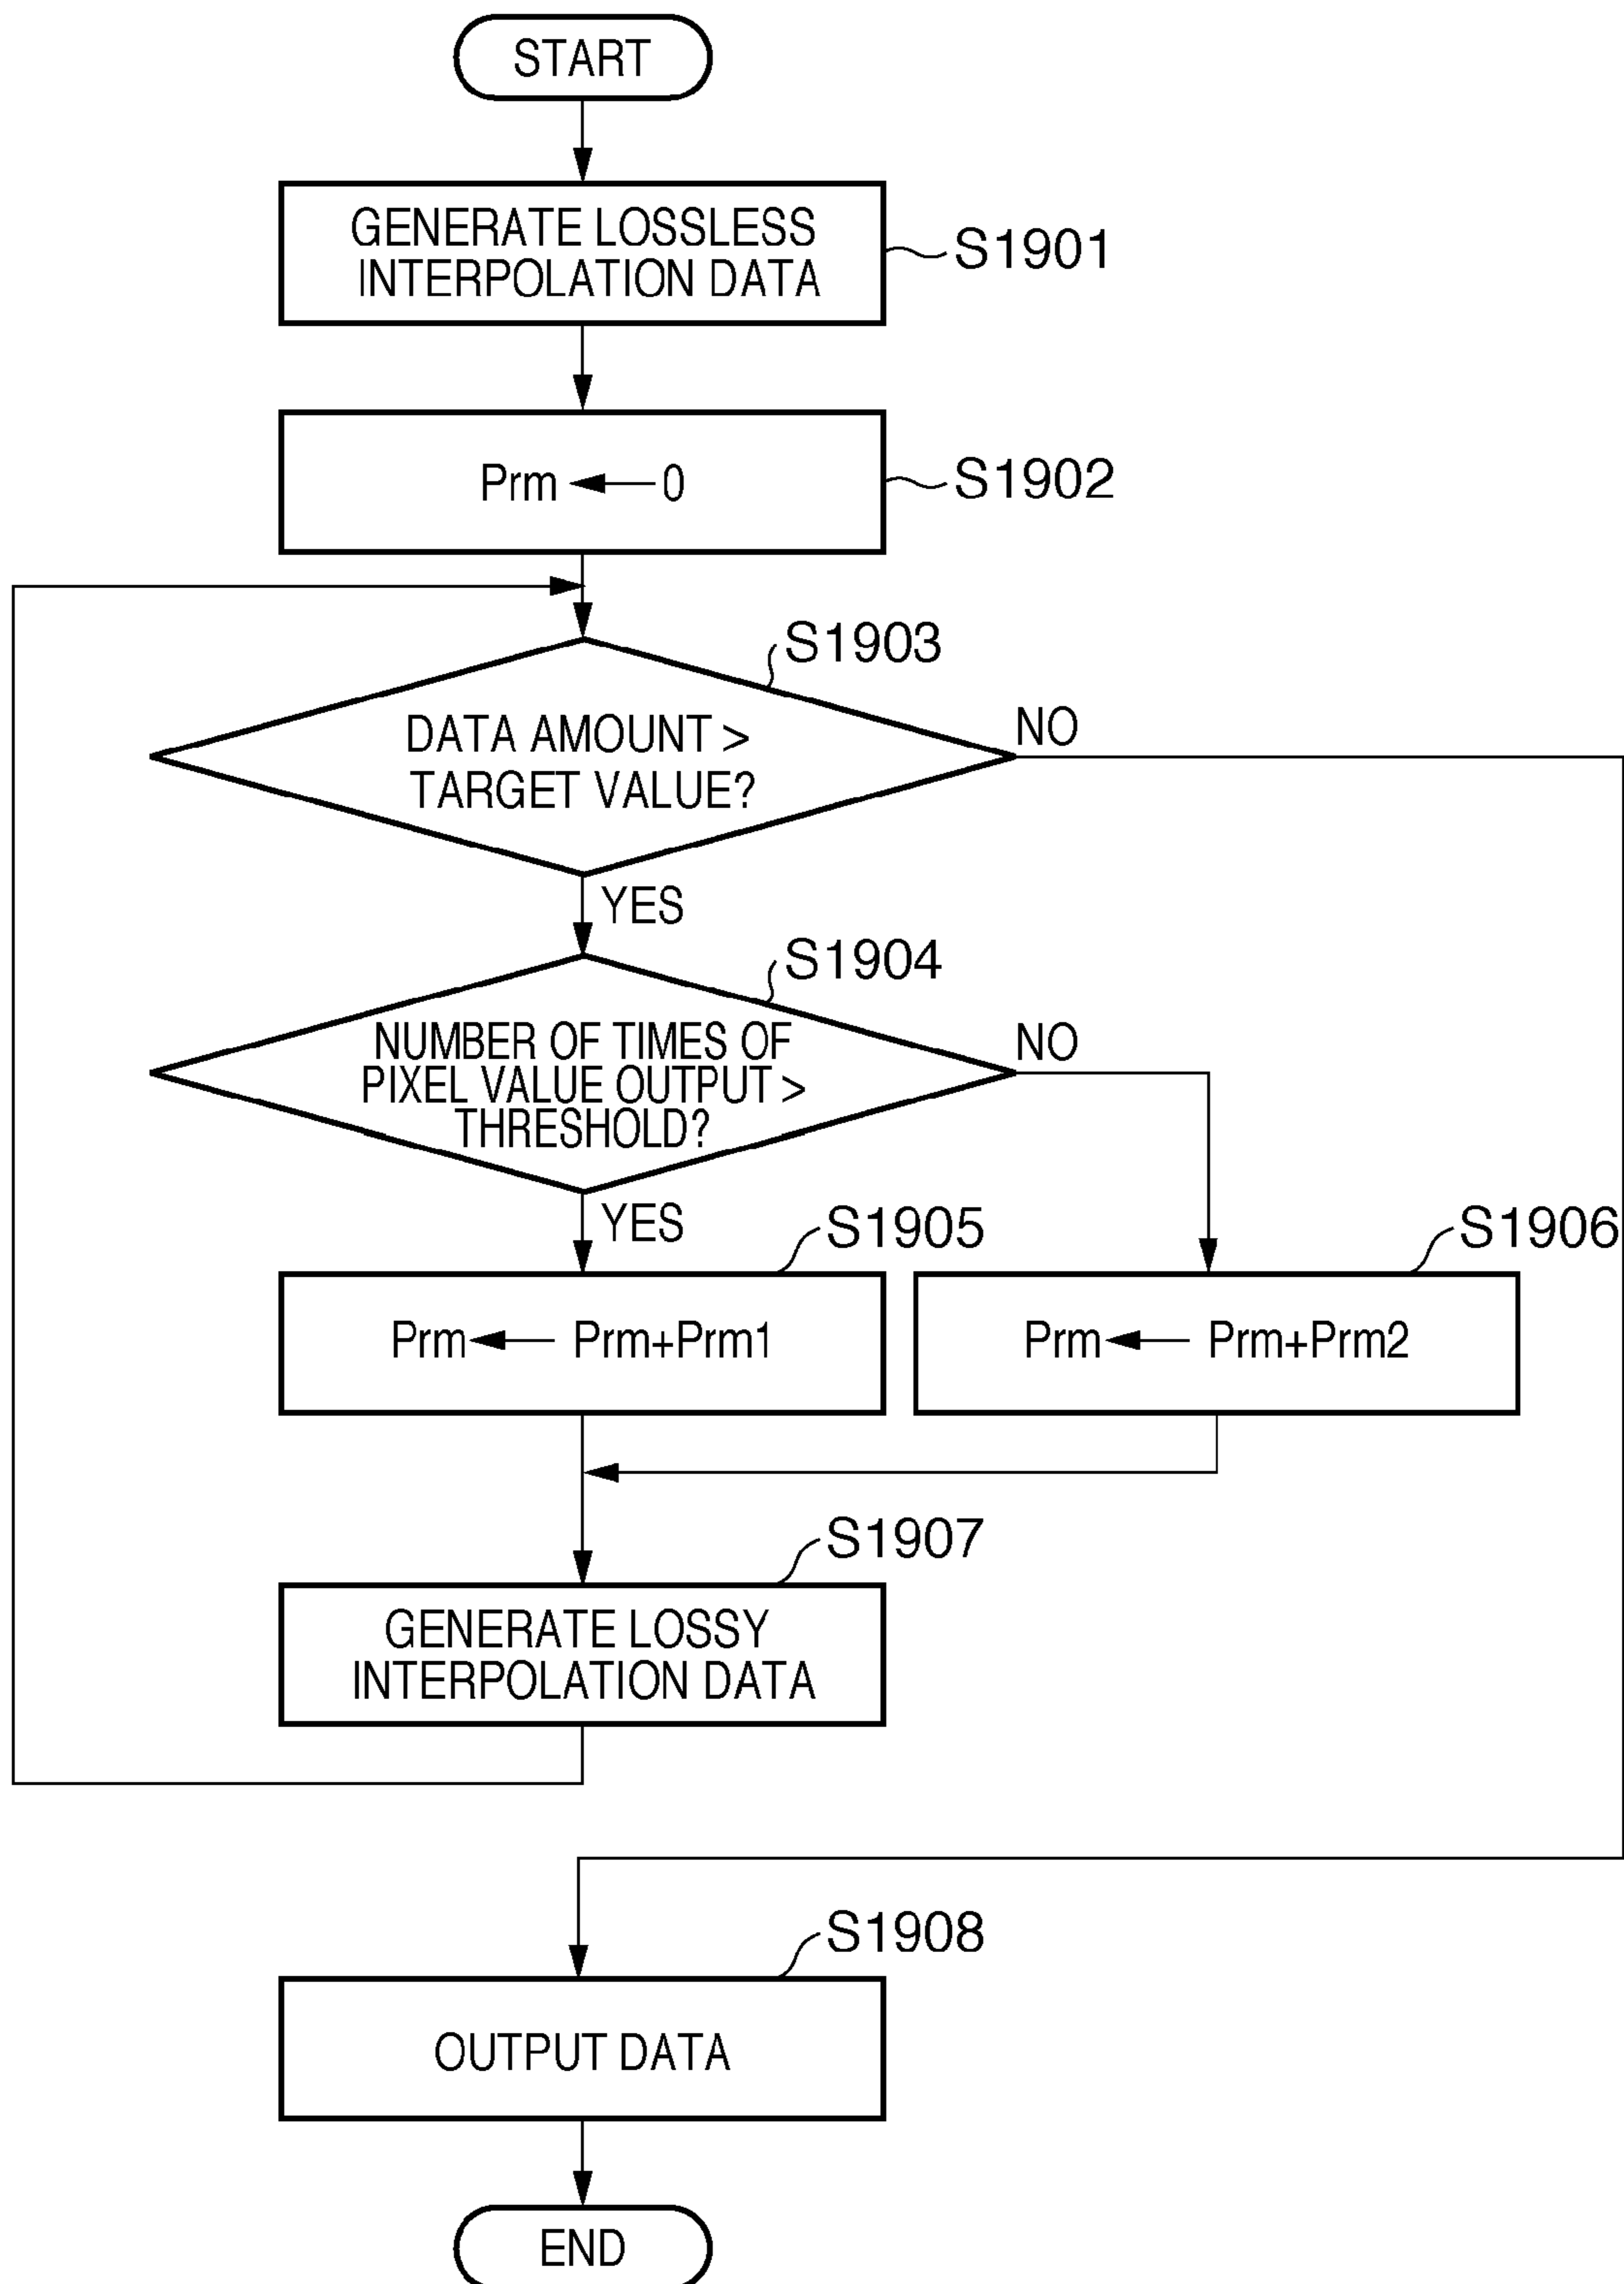 START
GENERATE LOSSLESS
INTERPOLATION DATA
S1901
Prm ← 0
S1902
S1903
DATA AMOUNT >
TARGET VALUE?
NO
YES
S1904
NUMBER OF TIMES OF
PIXEL VALUE OUTPUT >
THRESHOLD?
NO
YES
S1905
Prm ← Prm+Prm1
S1906
Prm ← Prm+Prm2
S1907
GENERATE LOSSY
INTERPOLATION DATA
S1908
OUTPUT DATA
END